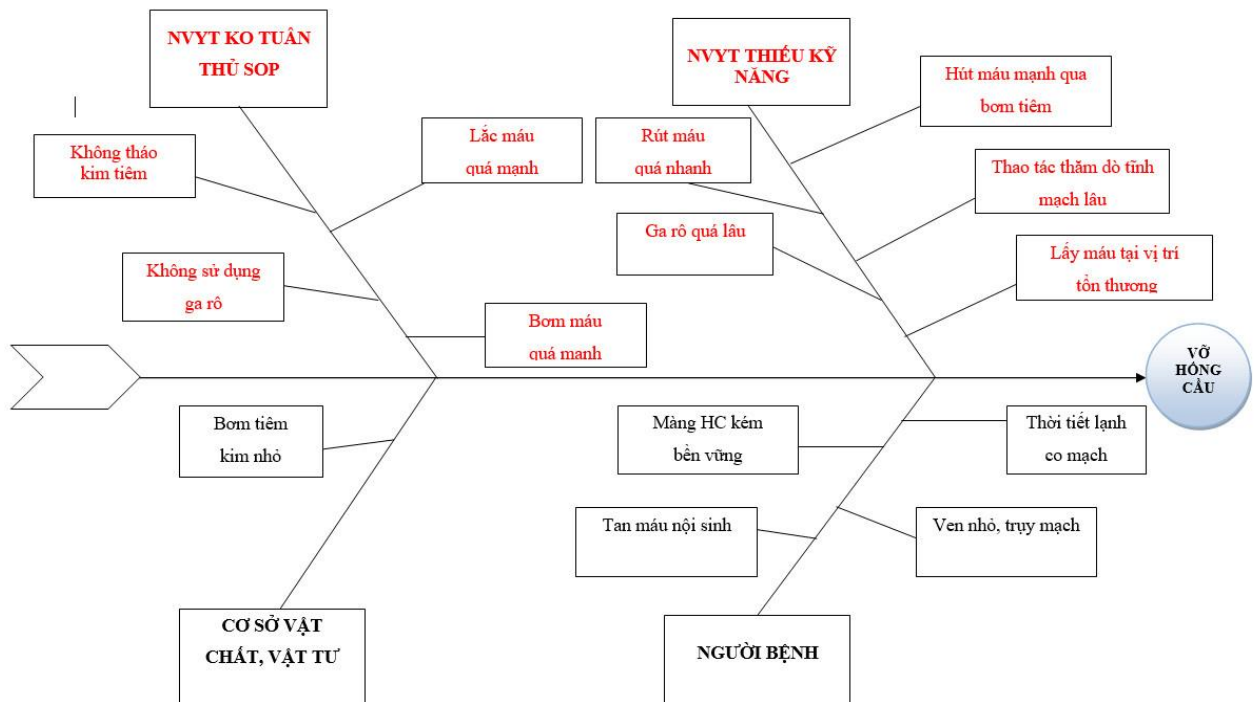 NVYT KO TUÂN
THỦ SOP
NVYT THIẾU KỸ
NĂNG
Hút máu mạnh qua
bơm tiêm
Không tháo
kim tiêm
Lắc máu
quá mạnh
Rút máu
quá nhanh
Thao tác thăm dò tĩnh
mạch lâu
Ga rô quá lâu
Không sử dụng
ga rô
Lấy máu tại vị trí
tổn thương
Bơm máu
quá mạnh
VỠ
HỒNG
CẦU
Bơm tiêm
kim nhỏ
Màng HC kém
bền vững
Thời tiết lạnh
co mạch
Tan máu nội sinh
Ven nhỏ, trụy mạch
CƠ SỞ VẬT
CHẤT, VẬT TƯ
NGƯỜI BỆNH